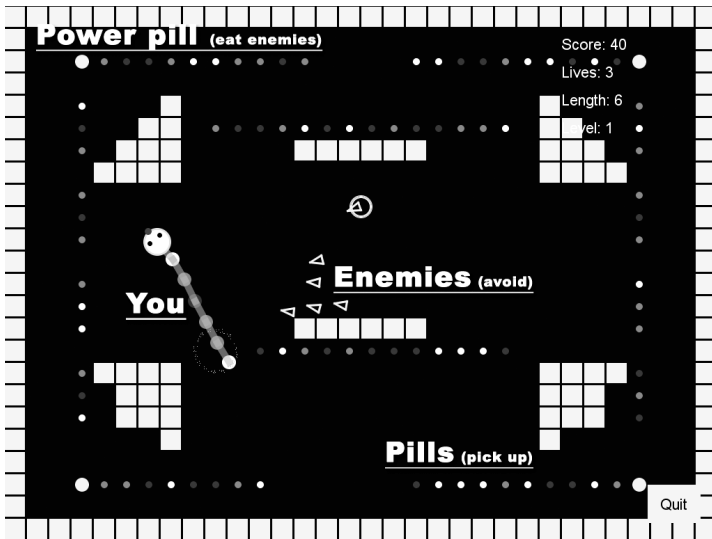 Power pill (eat enemies)
Score: 40
Lives: 3
Length: 6
Level: 1
Enemies (avoid)
You
Pills (pick up)
Quit